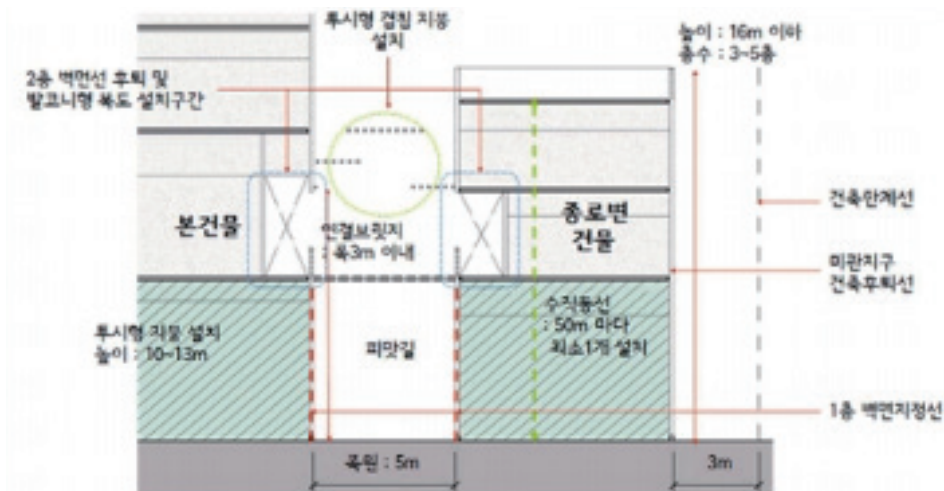 투시형 겹침 지붕
설치
높이 : 16m 이하
층수 : 3~5층
2층 벽면선 후퇴 및
발코니형 복도 설치구간
건축한계선
본건물
종로변
건물
연결브릿지
: 폭3m 이내
미관지구
건축후퇴선
투시형 지붕 설치
높이 : 10~13m
피맛길
수직동선
: 50m 마다
최소1개 설치
1층 벽면지정선
폭원 : 5m
3m